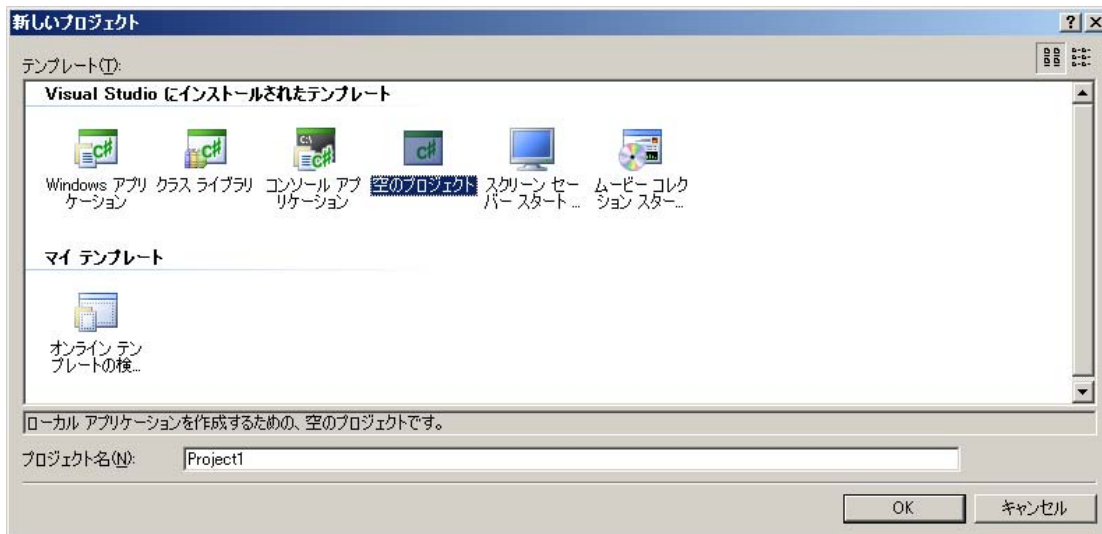 新しいプロジェクト
テンプレート(T):
Visual Studio にインストールされたテンプレート
Windows アプリ
ケーション
クラス ライブラリ
コンソール アプ
リケーション
空のプロジェクト
スクリーン セー
バー スタート ...
ムービー コレク
ション スター...
マイ テンプレート
オンライン テン
プレートの検...
ローカル アプリケーションを作成するための、空のプロジェクトです。
プロジェクト名(N):
Project1
OK
キャンセル